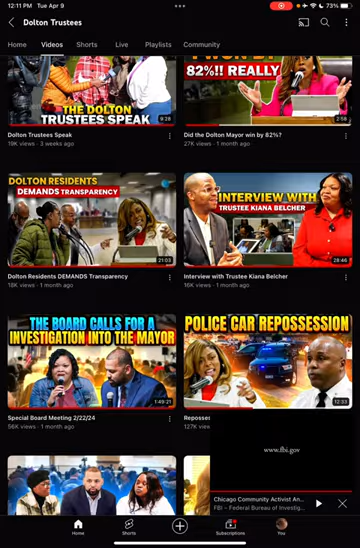 12:11 PM Tue Apr 9
73%
Dolton Trustees
Home Videos Shorts Live Playlists Community
THE DOLTON
TRUSTEES SPEAK
9:28
I WON BY
82%!! REALLY
2:58
Dolton Trustees Speak
19K views · 3 weeks ago
Did the Dolton Mayor win by 82%?
27K views · 1 month ago
DOLTON RESIDENTS
DEMANDS TRANSPARENCY
21:03
INTERVIEW WITH
TRUSTEE KIANA BELCHER
28:46
Dolton Residents DEMANDS Transparency
18K views · 1 month ago
Interview with Trustee Kiana Belcher
16K views · 1 month ago
THE BOARD CALLS FOR A
INVESTIGATION INTO THE MAYOR
1:49:21
POLICE CAR REPOSSESSION
12:33
Special Board Meeting 2/22/24
56K views · 1 month ago
Reposses
127K vie
www.fbi.gov
Chicago Community Activist An...
FBI – Federal Bureau of Investig...
Home Shorts Subscriptions You